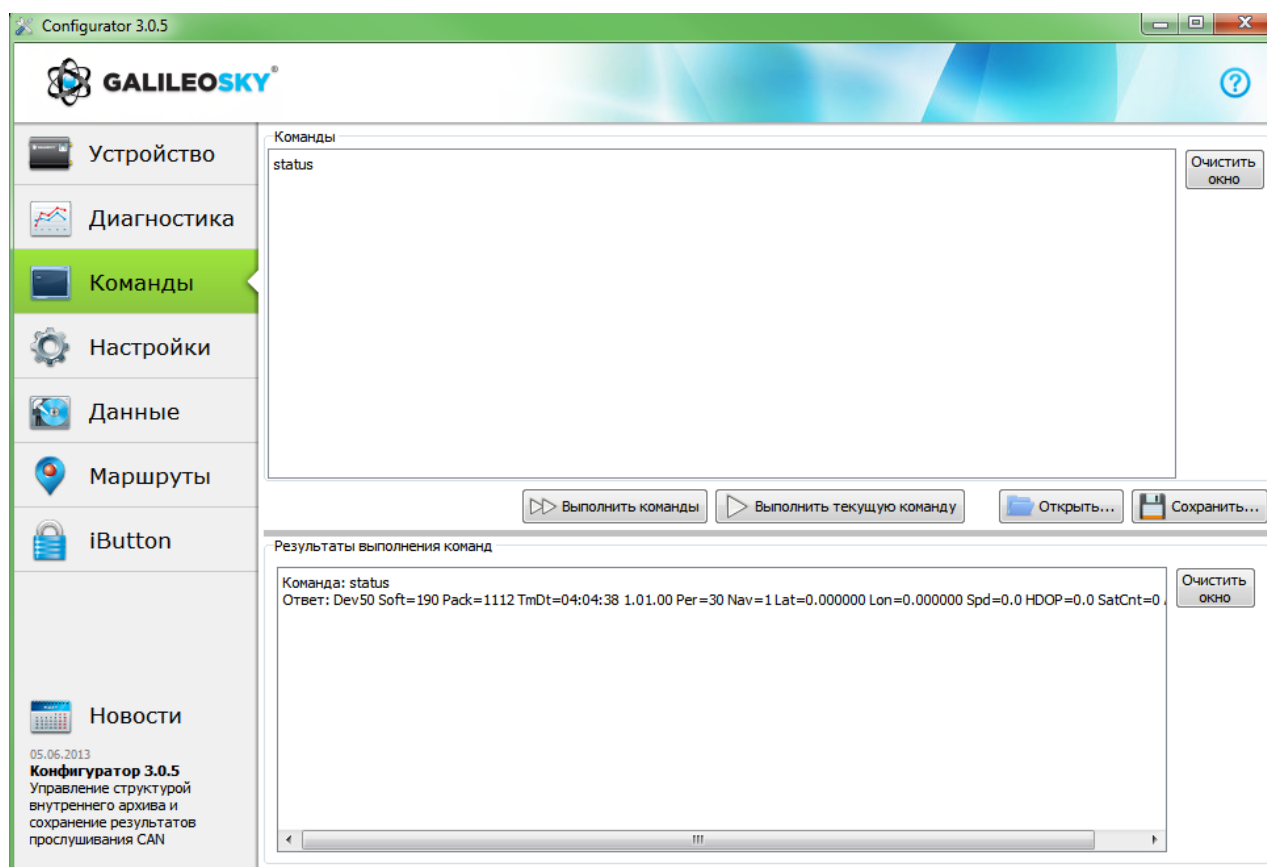 Configurator 3.0.5
GALILEOSKY®
?
Устройство
Диагностика
Команды
Настройки
Данные
Маршруты
iButton
Новости
05.06.2013
Конфигуратор 3.0.5
Управление структурой
внутреннего архива и
сохранение результатов
прослушивания CAN
Команды
status
Очистить
окно
Выполнить команды
Выполнить текущую команду
Открыть...
Сохранить...
Результаты выполнения команд
Команда: status
Ответ: Dev50 Soft=190 Pack=1112 TmDt=04:04:38 1.01.00 Per=30 Nav=1 Lat=0.000000 Lon=0.000000 Spd=0.0 HDOP=0.0 SatCnt=0
Очистить
окно